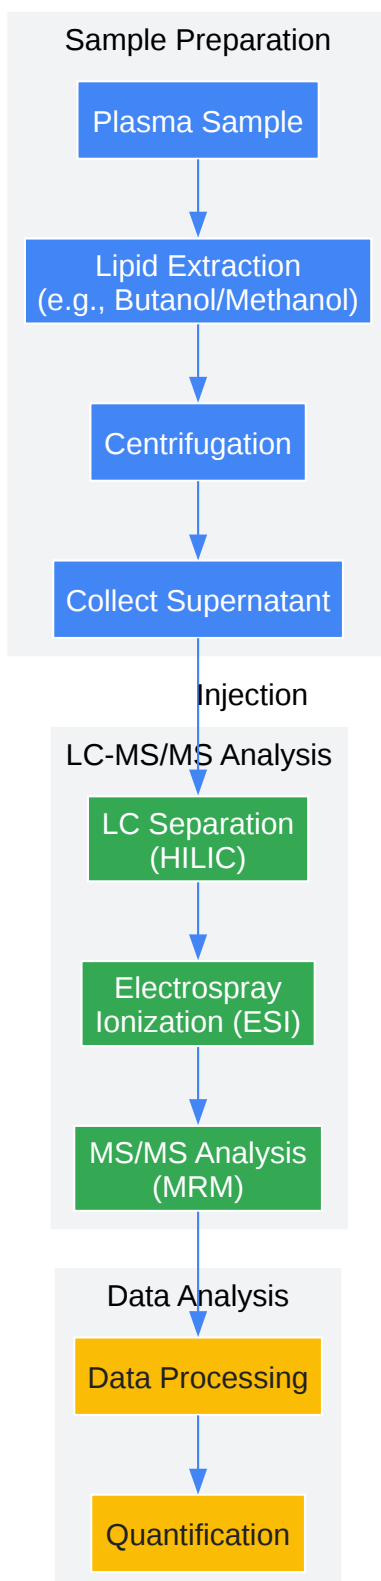 Sample Preparation
Plasma Sample
Lipid Extraction
(e.g., Butanol/Methanol)
Centrifugation
Collect Supernatant
Injection
LC-MS/MS Analysis
LC Separation
(HILIC)
Electrospray
Ionization (ESI)
MS/MS Analysis
(MRM)
Data Analysis
Data Processing
Quantification